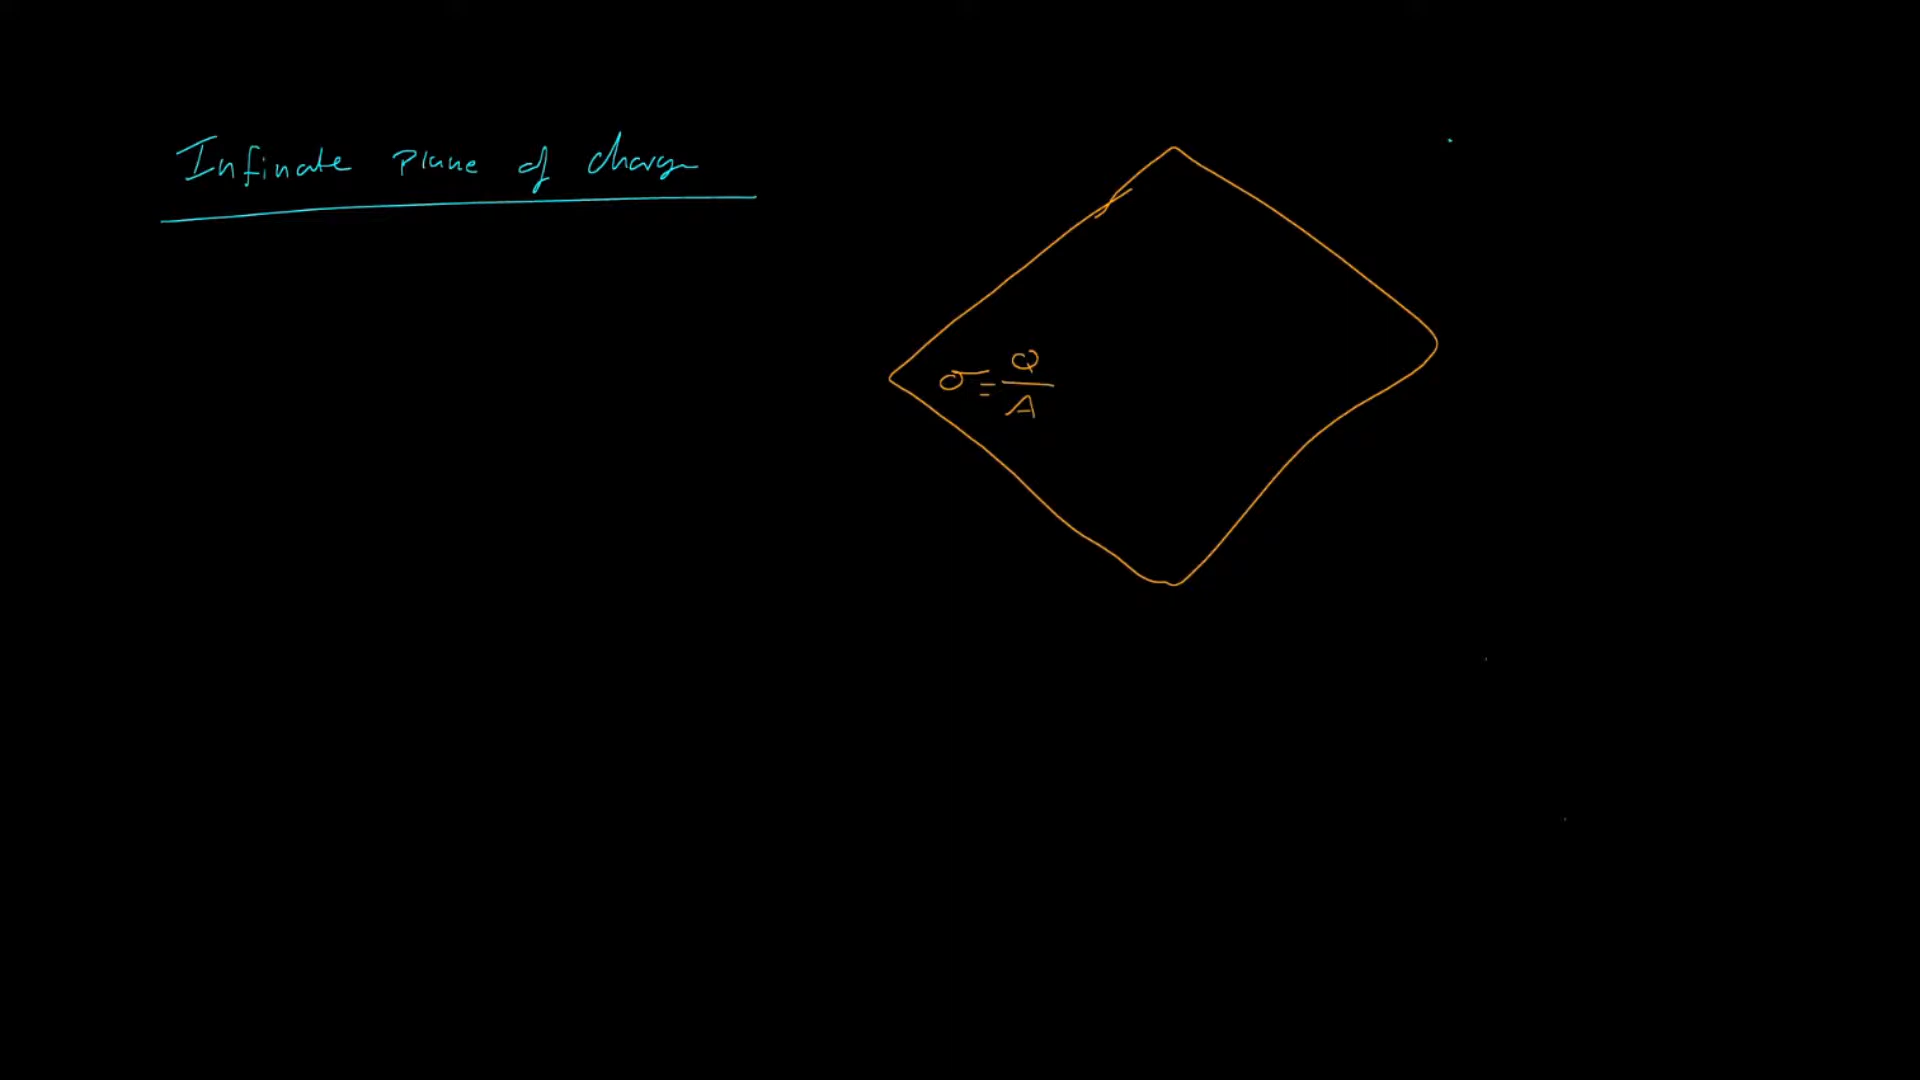 Infinate Plane of charge
σ = Q/A